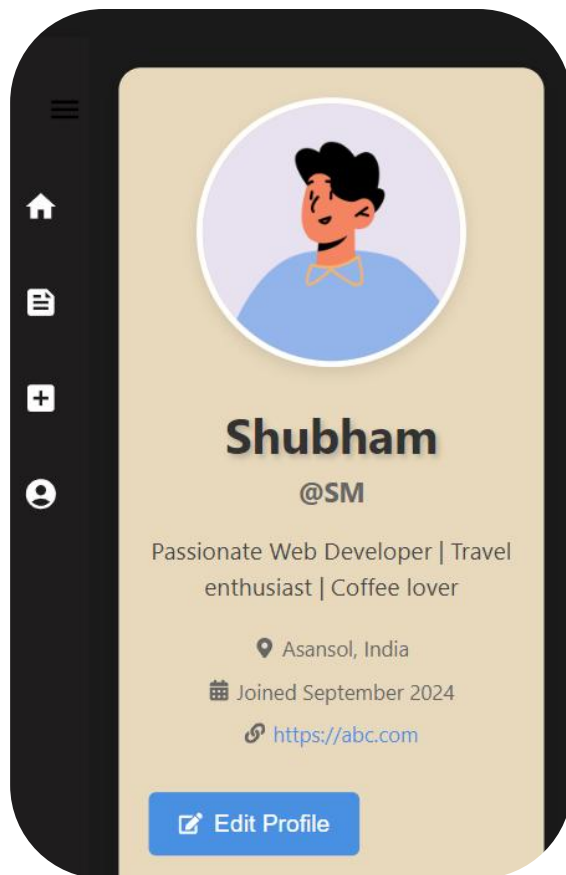 Shubham
@SM
Passionate Web Developer | Travel
enthusiast | Coffee lover
Asansol, India
Joined September 2024
https://abc.com
Edit Profile